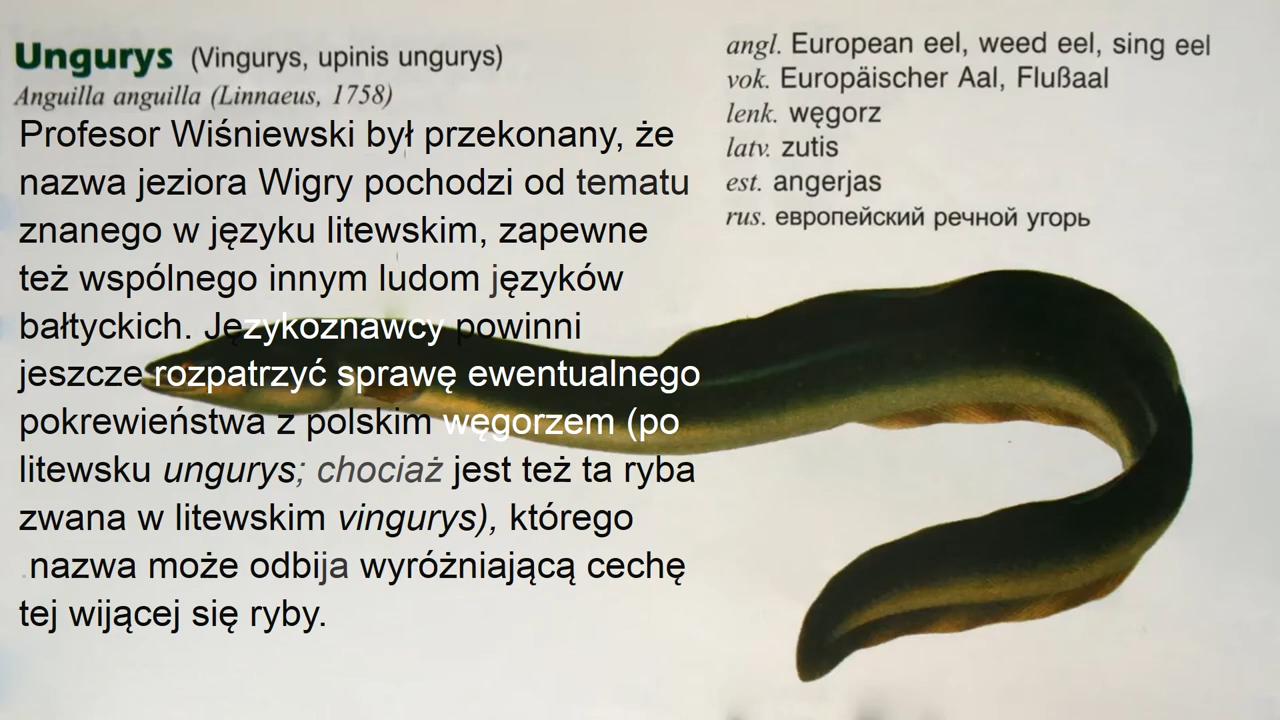 Ungurys (Vingurys, upinis ungurys)
Anguilla anguilla (Linnaeus, 1758)
Profesor Wiśniewski był przekonany, że
nazwa jeziora Wigry pochodzi od tematu
znanego w języku litewskim, zapewne
też wspólnego innym ludom języków
bałtyckich. Językoznawcy powinni
jeszcze rozpatrzyć sprawę ewentualnego
pokrewieństwa z polskim węgorzem (po
litewsku ungurys; chociaż jest też ta ryba
zwana w litewskim vingurys), którego
nazwa może odbija wyróżniającą cechę
tej wijącej się ryby.
angl. European eel, weed eel, sing eel
vok. Europäischer Aal, Flußaal
lenk. węgorz
latv. zutis
est. angerjas
rus. европейский речной угорь